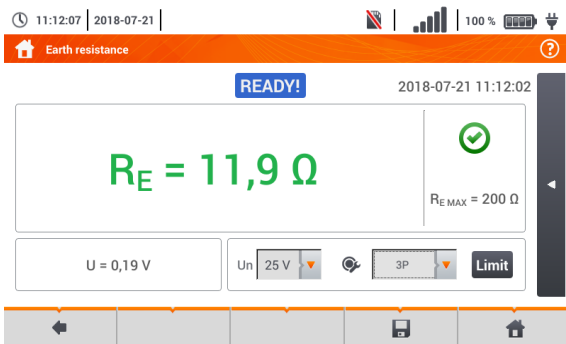 11:12:07 2018-07-21 100 %
Earth resistance ?
READY! 2018-07-21 11:12:02
RE = 11,9 Ω
RE MAX = 200 Ω
U = 0,19 V Un 25 V 3P Limit